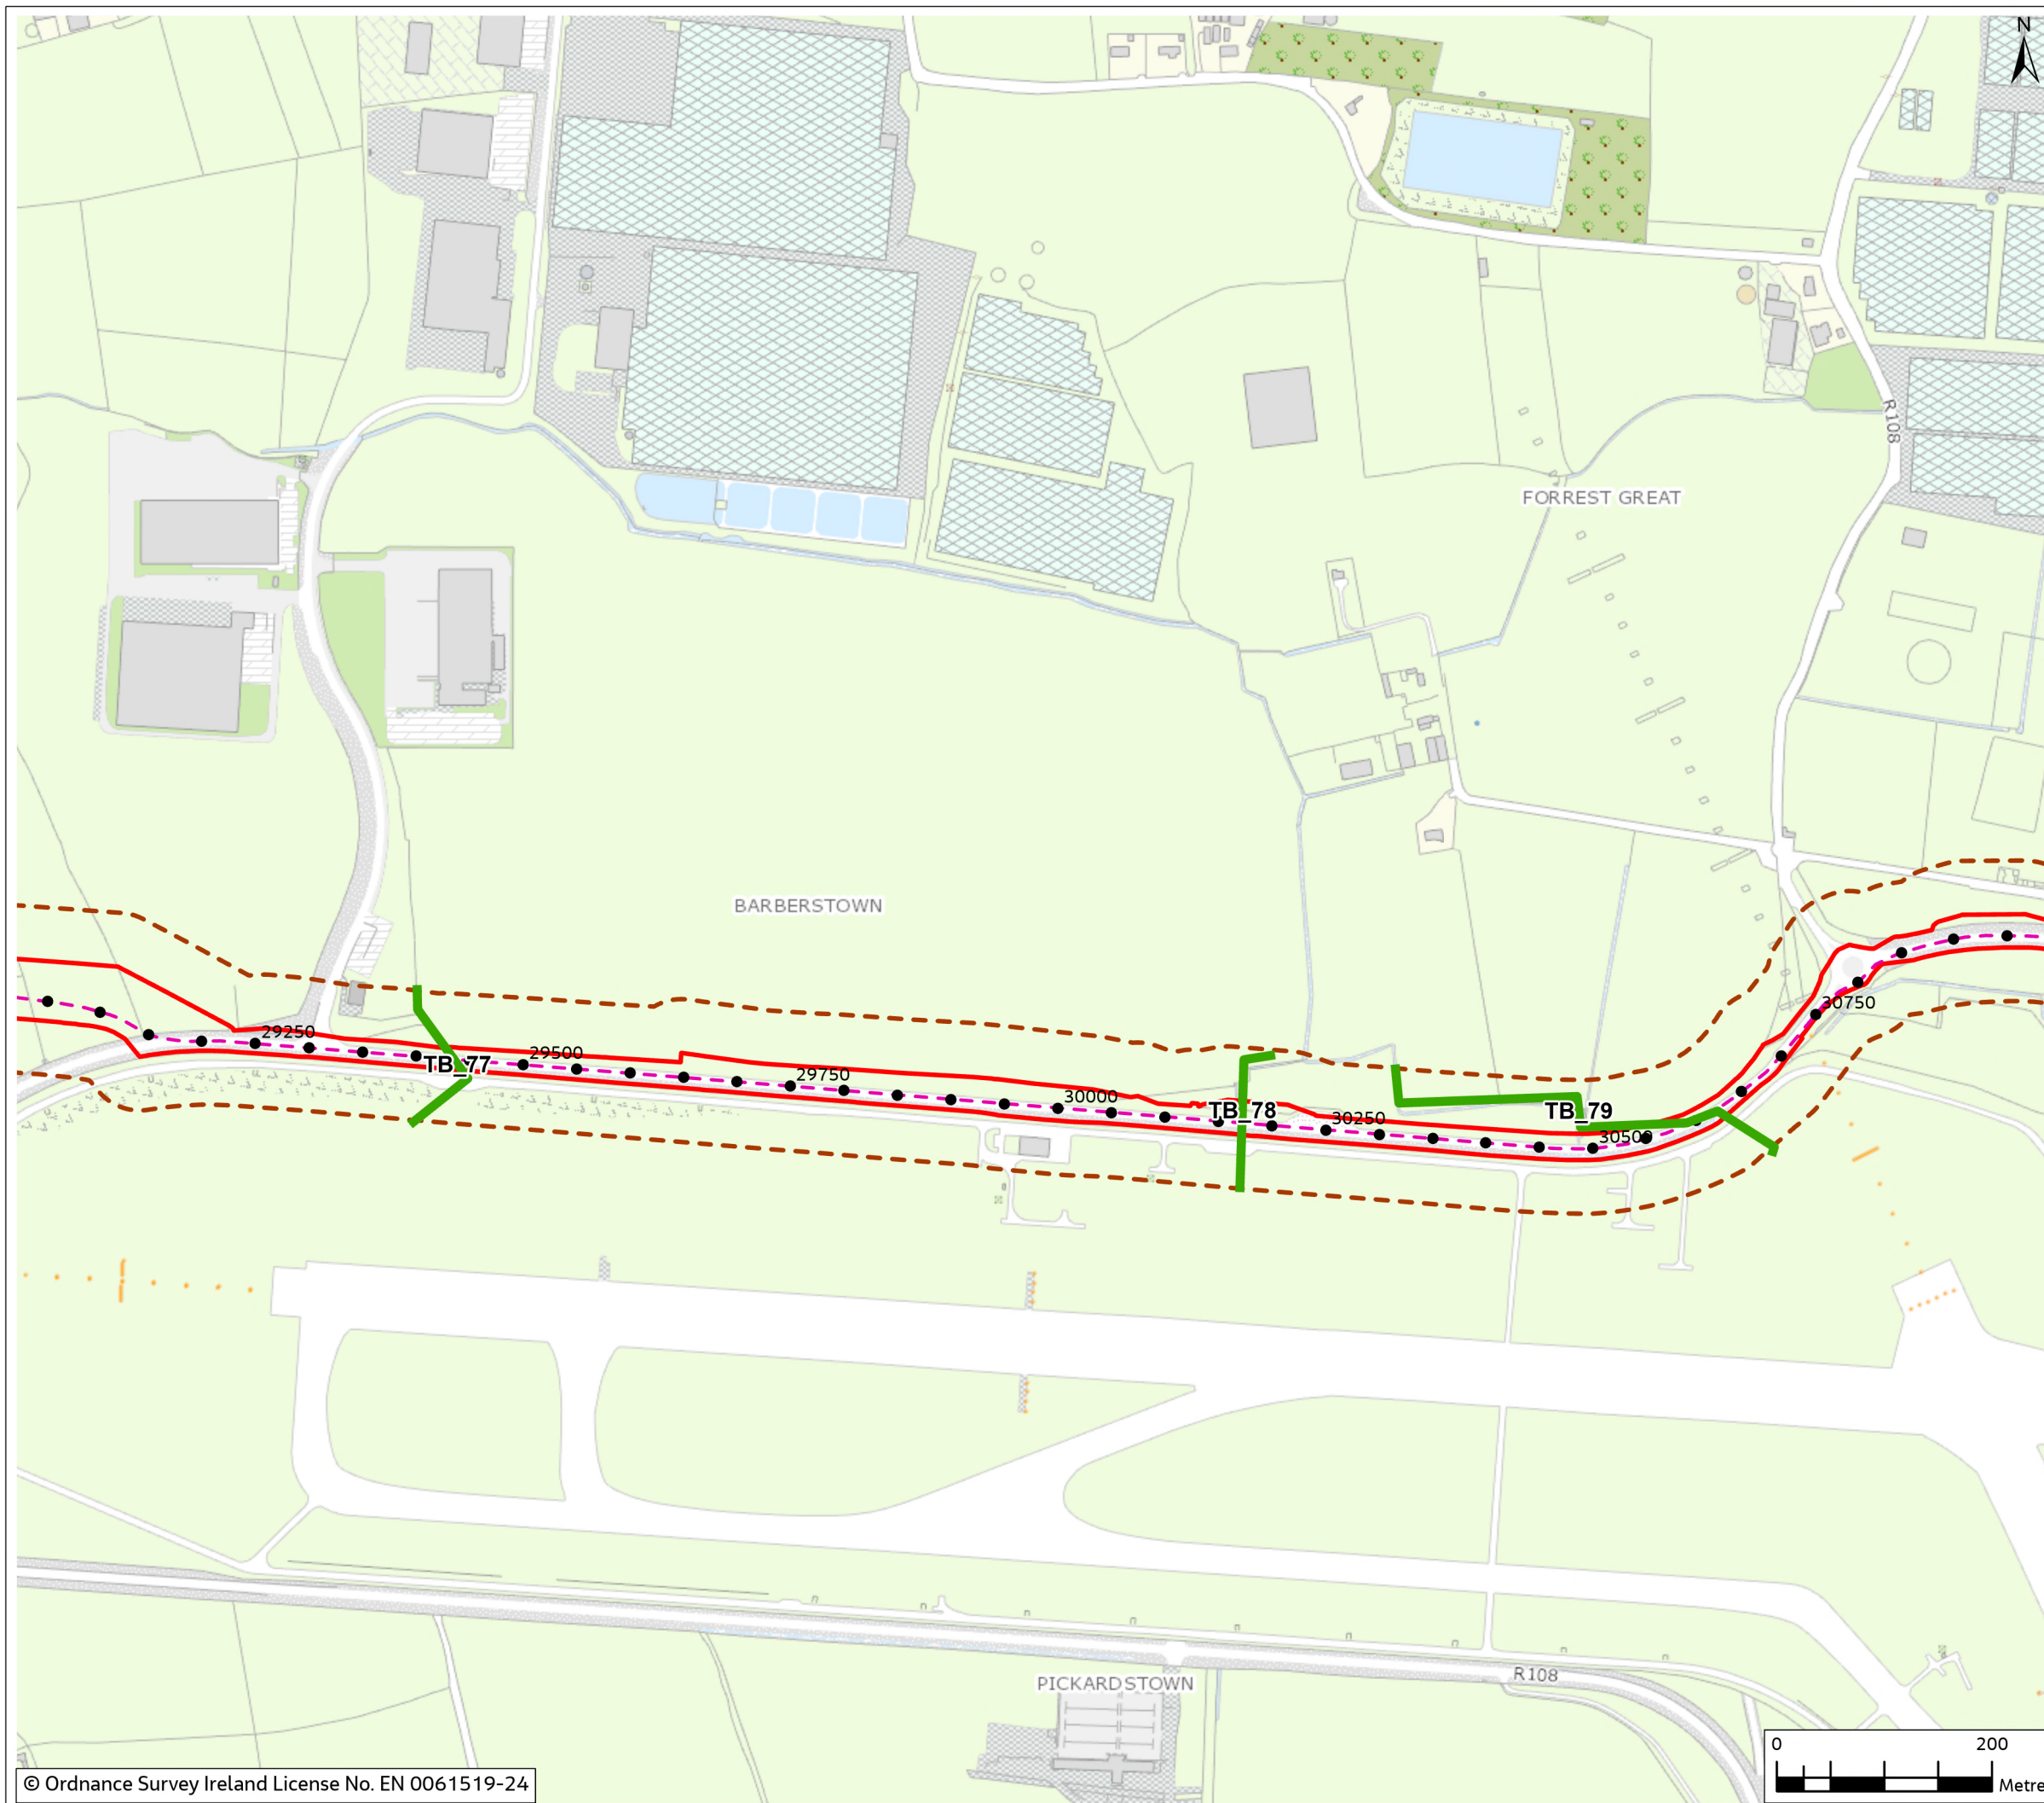 N
R108
FORREST GREAT
BARBERSTOWN
30750
29250
29500
TB_77
29750
30000
TB_78
30250
TB_79
30500
PICKARDSTOWN
R108
0 200
Metre
© Ordnance Survey Ireland License No. EN 0061519-24